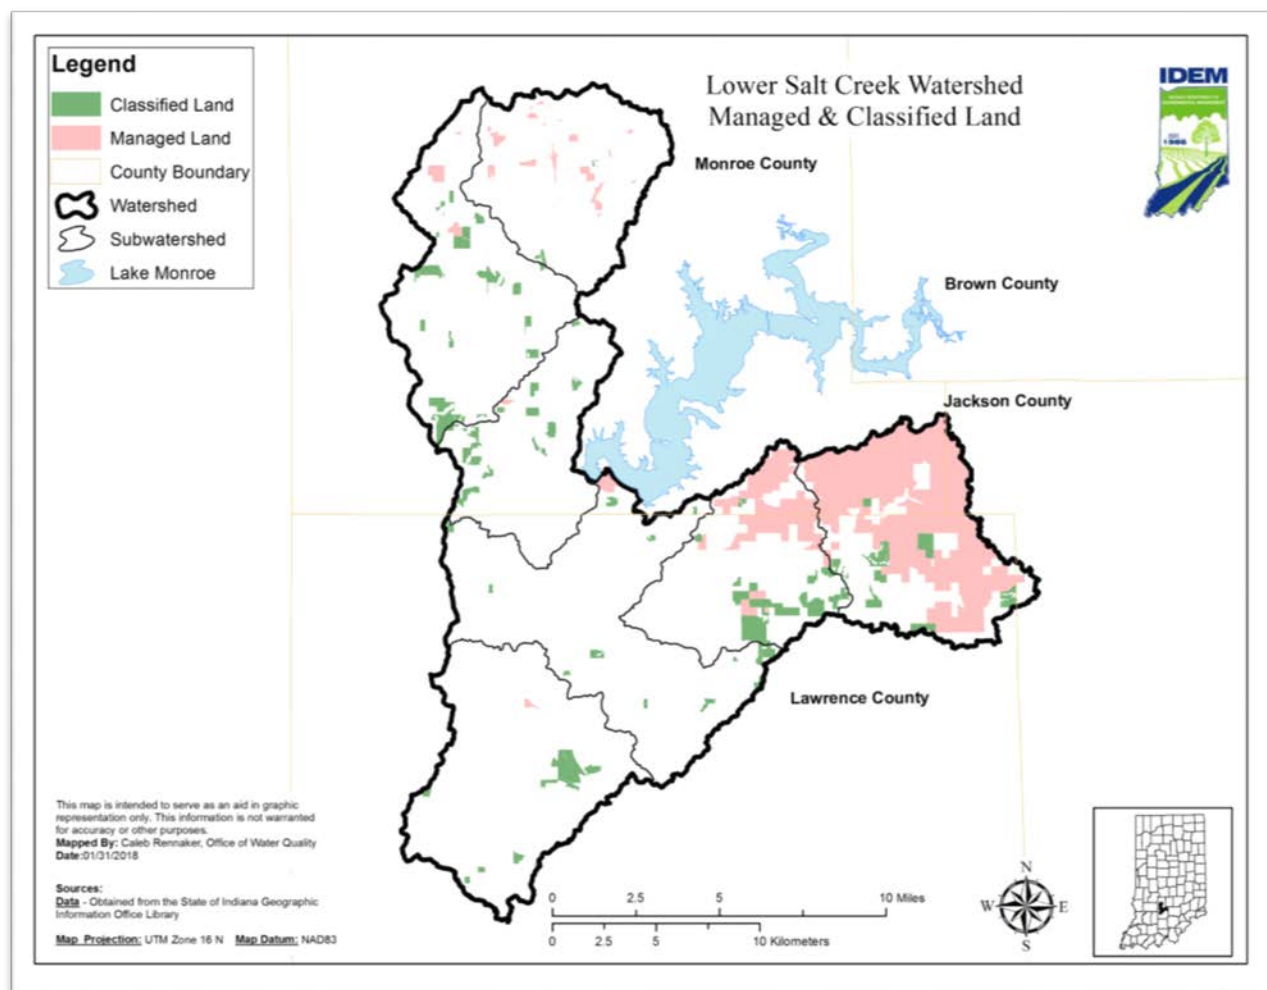 Legend
Classified Land
Managed Land
County Boundary
Watershed
Subwatershed
Lake Monroe
Lower Salt Creek Watershed
Managed & Classified Land
IDEM
1986
Monroe County
Brown County
Jackson County
Lawrence County
This map is intended to serve as an aid in graphic
representation only. This information is not warranted
for accuracy or other purposes.
Mapped By: Caleb Rennaker, Office of Water Quality
Date:01/31/2018
Sources:
Data - Obtained from the State of Indiana Geographic
Information Office Library
Map Projection: UTM Zone 16 N Map Datum: NAD83
0 2.5 5 10 Miles
0 2.5 5 10 Kilometers
N
W E
S